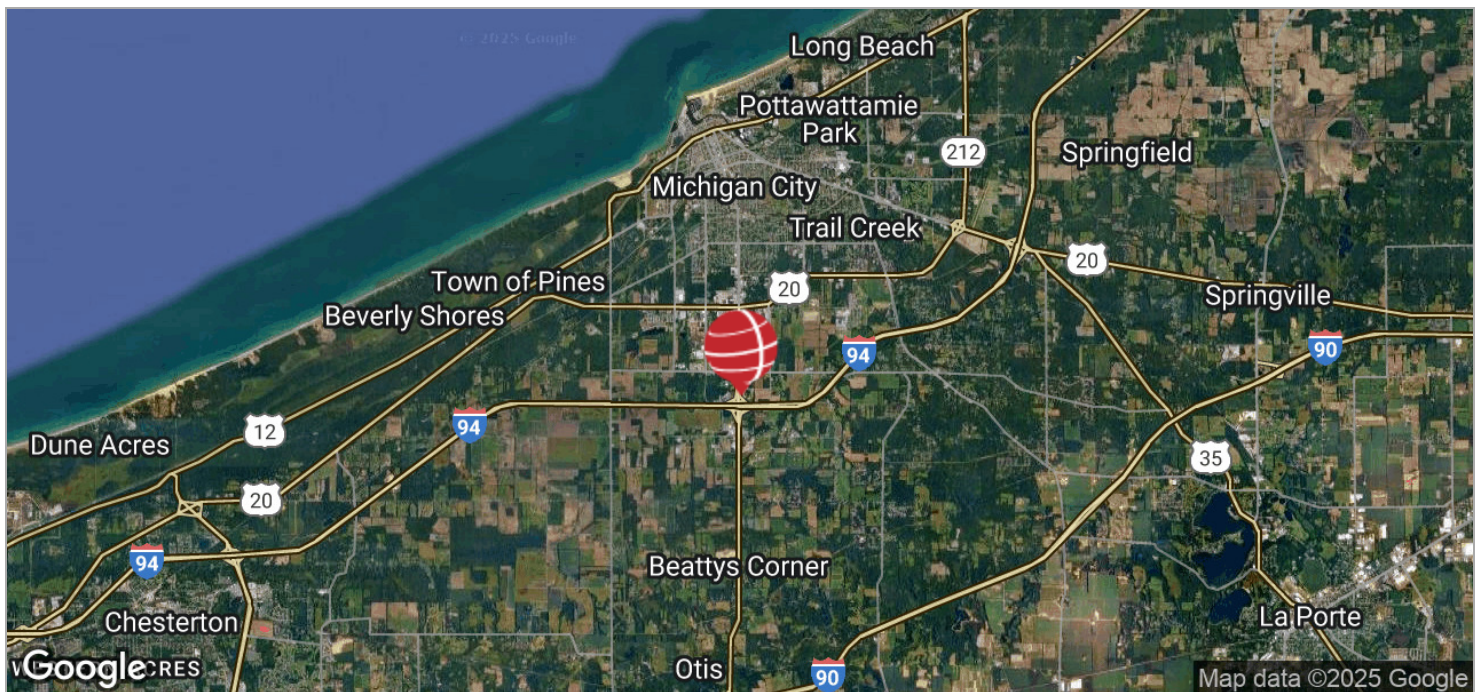 © 2025 Google
Long Beach
Pottawattamie
Park
212
Springfield
Michigan City
Trail Creek
20
Town of Pines
20
Springville
Beverly Shores
94
90
12
94
Dune Acres
35
20
94
Beattys Corner
Chesterton
La Porte
Otis
90
Google
ACRES
Map data ©2025 Google